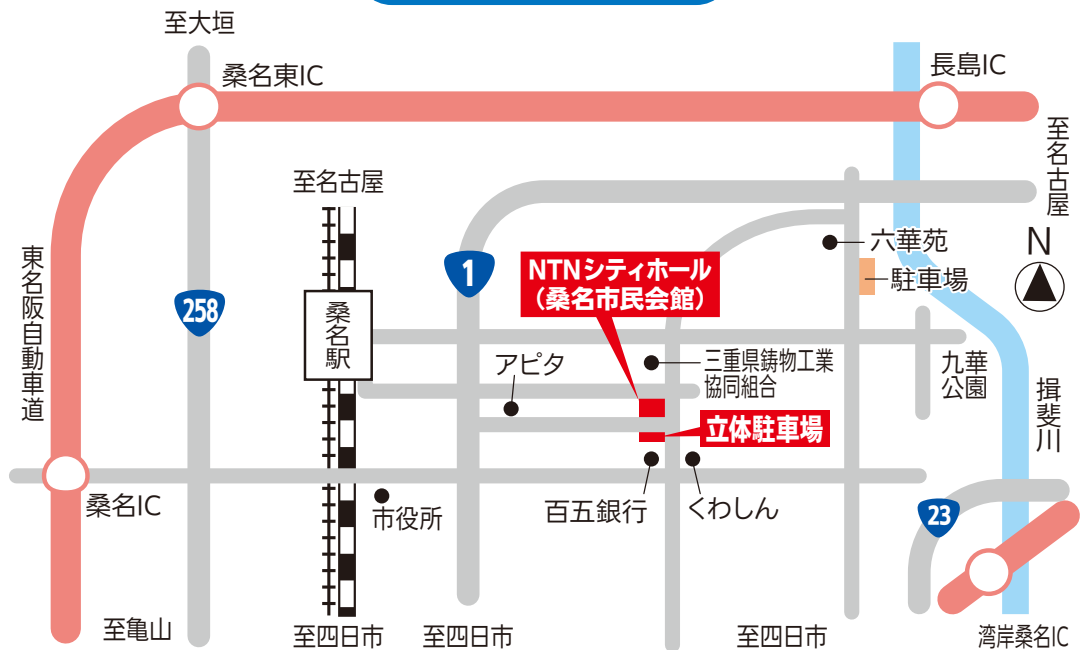 至大垣
桑名東IC
長島IC
至名古屋
至名古屋
N
六華苑
駐車場
1
NTNシティホール
（桑名市民会館）
東名阪自動車道
258
桑名駅
アピタ
三重県鋳物工業
協同組合
九華
公園
揖斐川
立体駐車場
桑名IC
市役所
百五銀行
くわしん
23
至亀山
至四日市
至四日市
至四日市
湾岸桑名IC